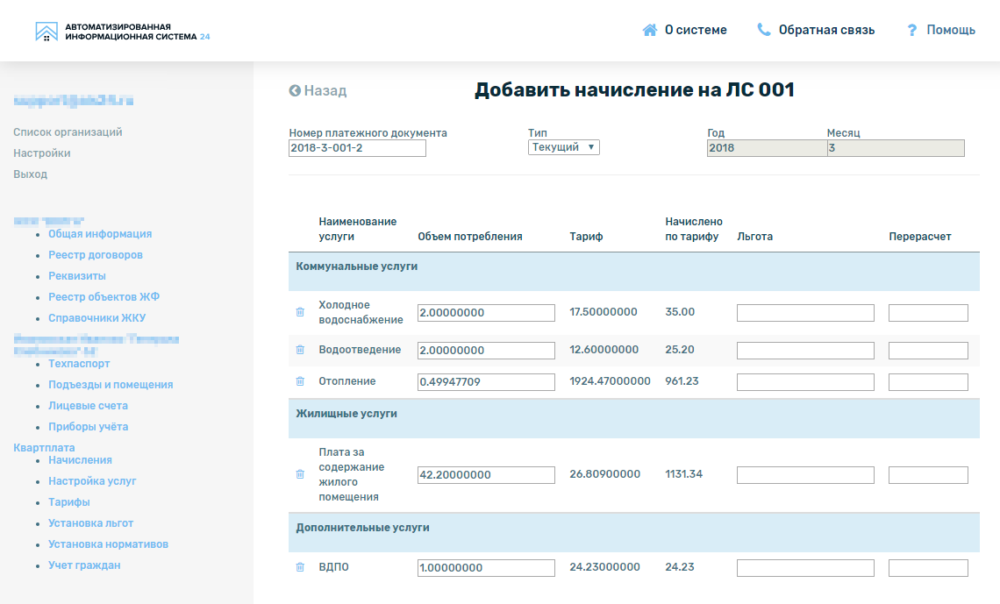 АВТОМАТИЗИРОВАННАЯ
ИНФОРМАЦИОННАЯ СИСТЕМА 24
О системе
Обратная связь
? Помощь
Список организаций
Настройки
Выход
Общая информация
Реестр договоров
Реквизиты
Реестр объектов ЖФ
Справочники ЖКУ
Техпаспорт
Подъезды и помещения
Лицевые счета
Приборы учёта
Квартплата
Начисления
Настройка услуг
Тарифы
Установка льгот
Установка нормативов
Учет граждан
Назад
Добавить начисление на ЛС 001
Номер платежного документа
2018-3-001-2
Тип
Текущий
Год
2018
Месяц
3
Наименование
услуги
Объем потребления
Тариф
Начислено
по тарифу
Льгота
Перерасчет
Коммунальные услуги
Холодное
водоснабжение
2.00000000
17.50000000
35.00
Водоотведение
2.00000000
12.60000000
25.20
Отопление
0.49947709
1924.47000000
961.23
Жилищные услуги
Плата за
содержание
жилого
помещения
42.20000000
26.80900000
1131.34
Дополнительные услуги
ВДПО
1.00000000
24.23000000
24.23